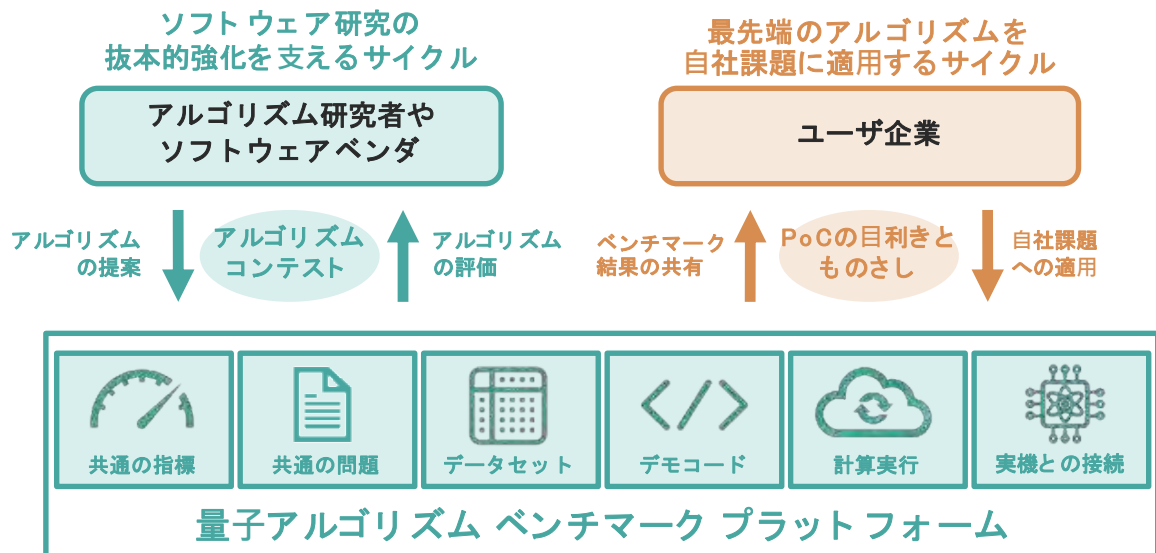 ソフトウェア研究の
抜本的強化を支えるサイクル
アルゴリズム研究者や
ソフトウェアベンダ
アルゴリズム
の提案
アルゴリズム
コンテスト
アルゴリズム
の評価
最先端のアルゴリズムを
自社課題に適用するサイクル
ユーザ企業
ベンチマーク
結果の共有
PoCの目利きと
ものさし
自社課題
への適用
共通の指標
共通の問題
データセット
デモコード
計算実行
実機との接続
量子アルゴリズム ベンチマーク プラットフォーム